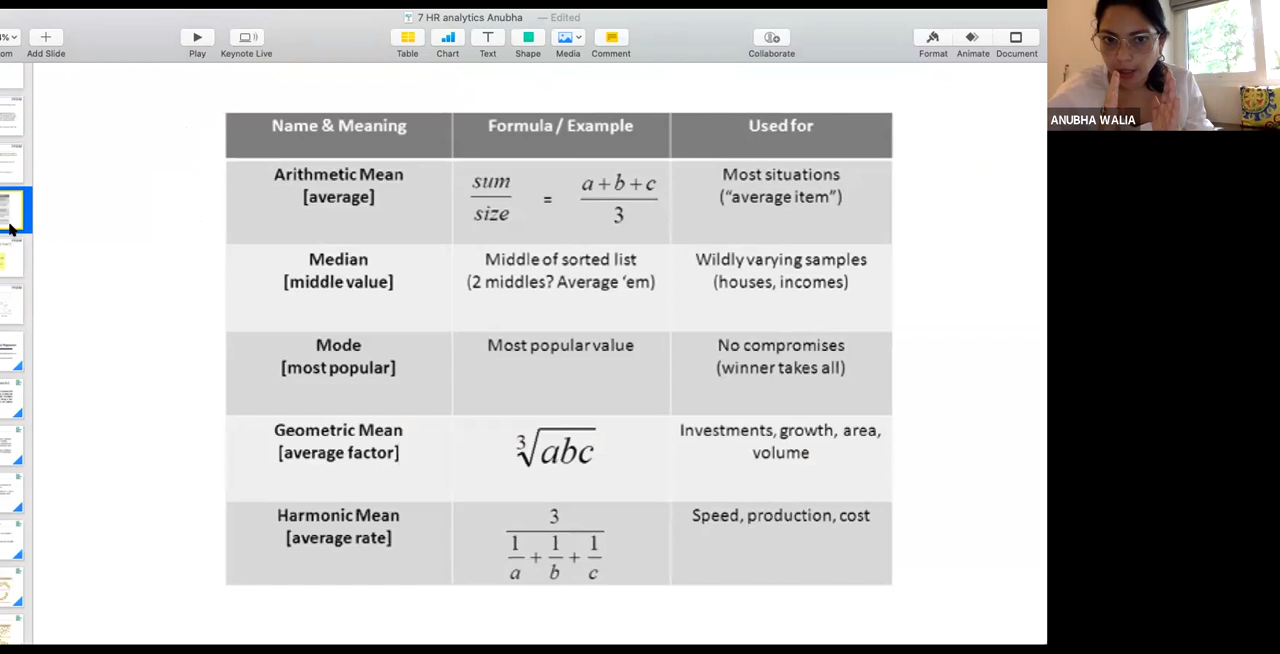 7 HR analytics Anubha — Edited
Add Slide Play Keynote Live Table Chart Text Shape Media Comment Collaborate Format Animate Document
ANUBHA WALIA
Name & Meaning Formula / Example Used for
Arithmetic Mean
[average]
sum/size = a+b+c/3
Most situations
(“average item”)
Median
[middle value]
Middle of sorted list
(2 middles? Average ‘em)
Wildly varying samples
(houses, incomes)
Mode
[most popular]
Most popular value
No compromises
(winner takes all)
Geometric Mean
[average factor]
3√abc
Investments, growth, area,
volume
Harmonic Mean
[average rate]
3
1/a + 1/b + 1/c
Speed, production, cost